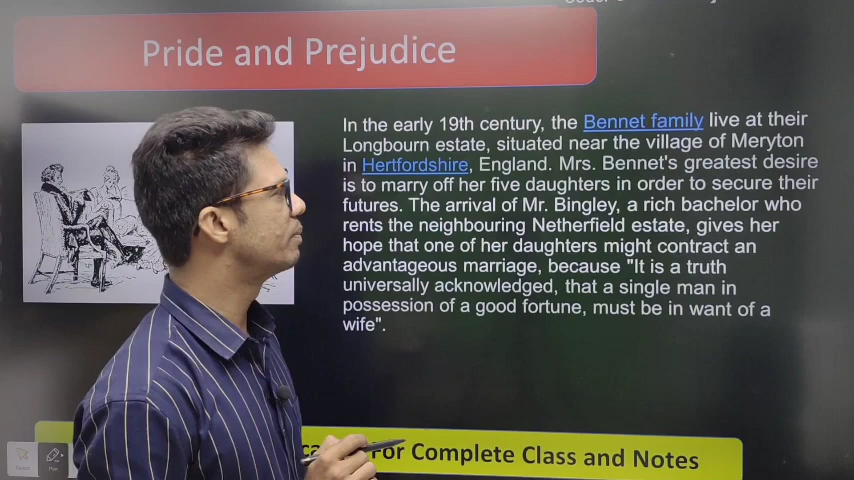 Pride and Prejudice
In the early 19th century, the Bennet family live at their
Longbourn estate, situated near the village of Meryton
in Hertfordshire, England. Mrs. Bennet's greatest desire
is to marry off her five daughters in order to secure their
futures. The arrival of Mr. Bingley, a rich bachelor who
rents the neighbouring Netherfield estate, gives her
hope that one of her daughters might contract an
advantageous marriage, because "It is a truth
universally acknowledged, that a single man in
possession of a good fortune, must be in want of a
wife".
For Complete Class and Notes
Pen